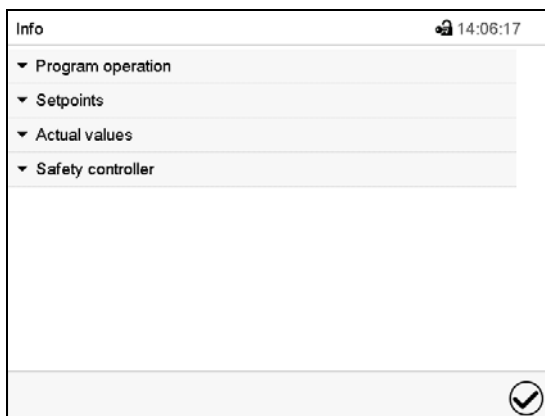 Info 14:06:17
Program operation
Setpoints
Actual values
Safety controller